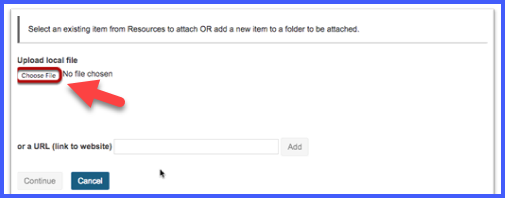 Select an existing item from Resources to attach OR add a new item to a folder to be attached.
Upload local file
Choose File No file chosen
or a URL (link to website) Add
Continue Cancel